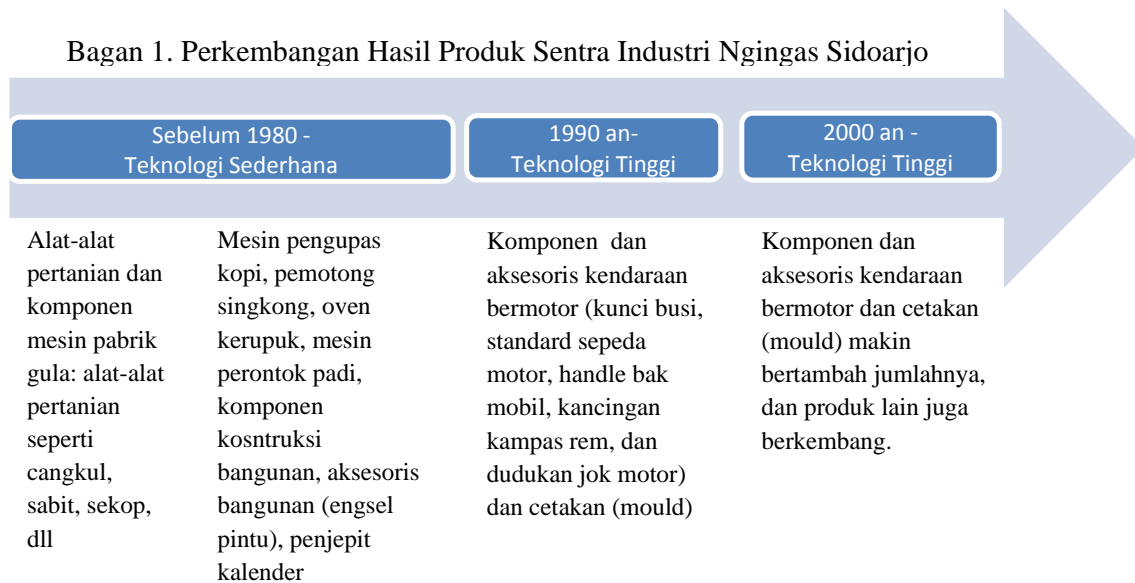 Bagan 1. Perkembangan Hasil Produk Sentra Industri Ngingas Sidoarjo
Sebelum 1980 -
Teknologi Sederhana
1990 an-
Teknologi Tinggi
2000 an -
Teknologi Tinggi
Alat-alat
pertanian dan
komponen
mesin pabrik
gula: alat-alat
pertanian
seperti
cangkul,
sabit, sekop,
dll
Mesin pengupas
kopi, pemotong
singkong, oven
kerupuk, mesin
perontok padi,
komponen
kosntruksi
bangunan, aksesoris
bangunan (engsel
pintu), penjepit
kalender
Komponen dan
aksesoris kendaraan
bermotor (kunci busi,
standard sepeda
motor, handle bak
mobil, kancingan
kampas rem, dan
dudukan jok motor)
dan cetakan (mould)
Komponen dan
aksesoris kendaraan
bermotor dan cetakan
(mould) makin
bertambah jumlahnya,
dan produk lain juga
berkembang.